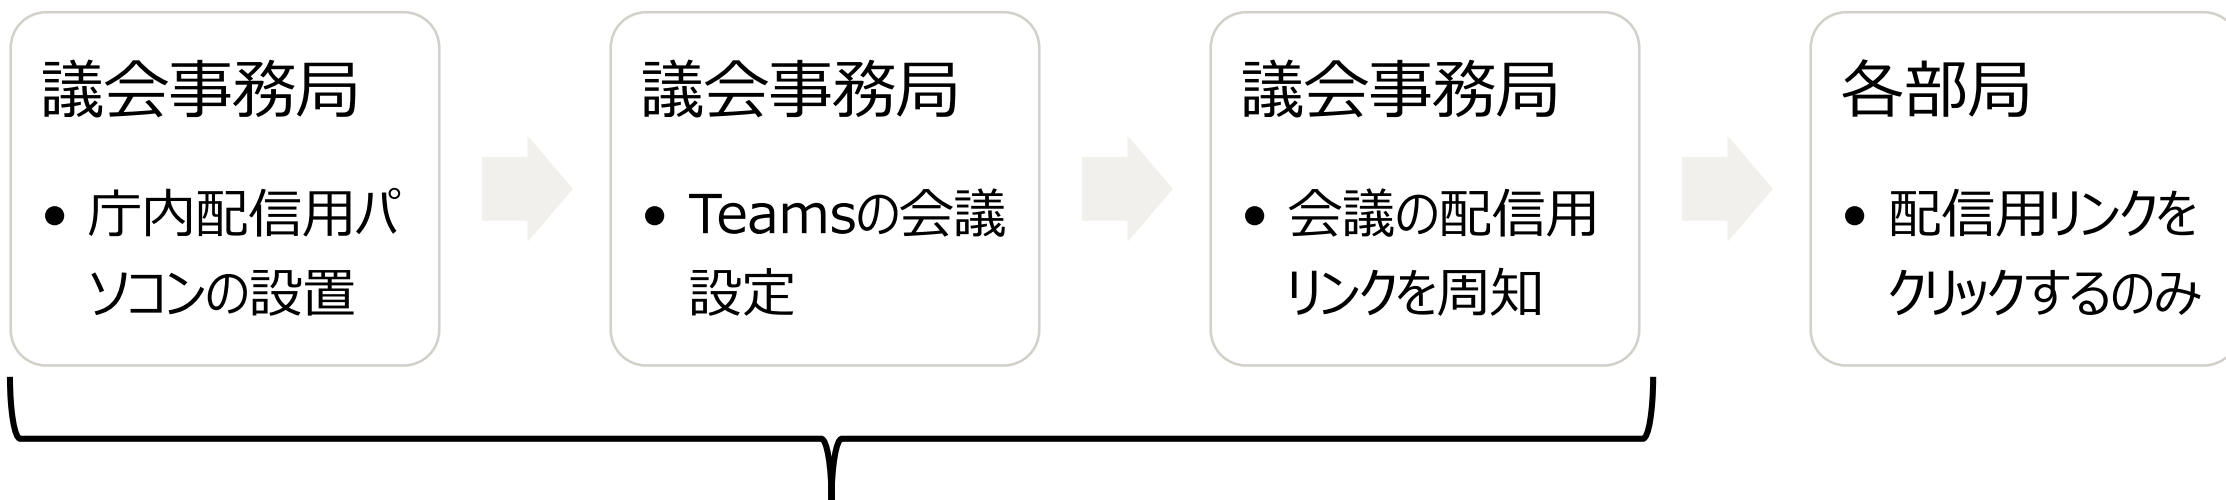 議会事務局
• 庁内配信用パ
ソコンの設置
議会事務局
• Teamsの会議
設定
議会事務局
• 会議の配信用
リンクを周知
各部局
• 配信用リンクを
クリックするのみ